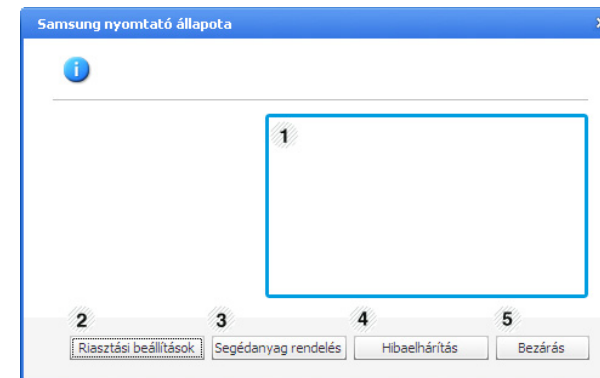 Samsung nyomtató állapota
1
2 3 4 5
Riasztási beállítások Segédanyag rendelés Hibaelhárítás Bezárás